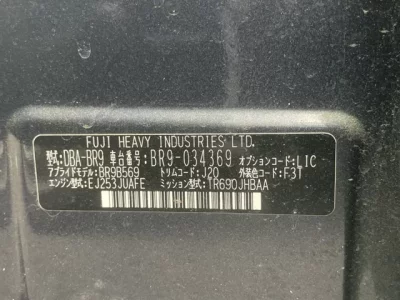 FUJI HEAVY INDUSTRIES LTD.
型式:DBA-BR9 車台番号:BR9-034369 オプションコード:LIC
アプライドモデル:BR9B569 トリムコード:J20 外装色コード:F3T
エンジン型式:EJ253JUAFE ミッション型式:TR690JHBAA